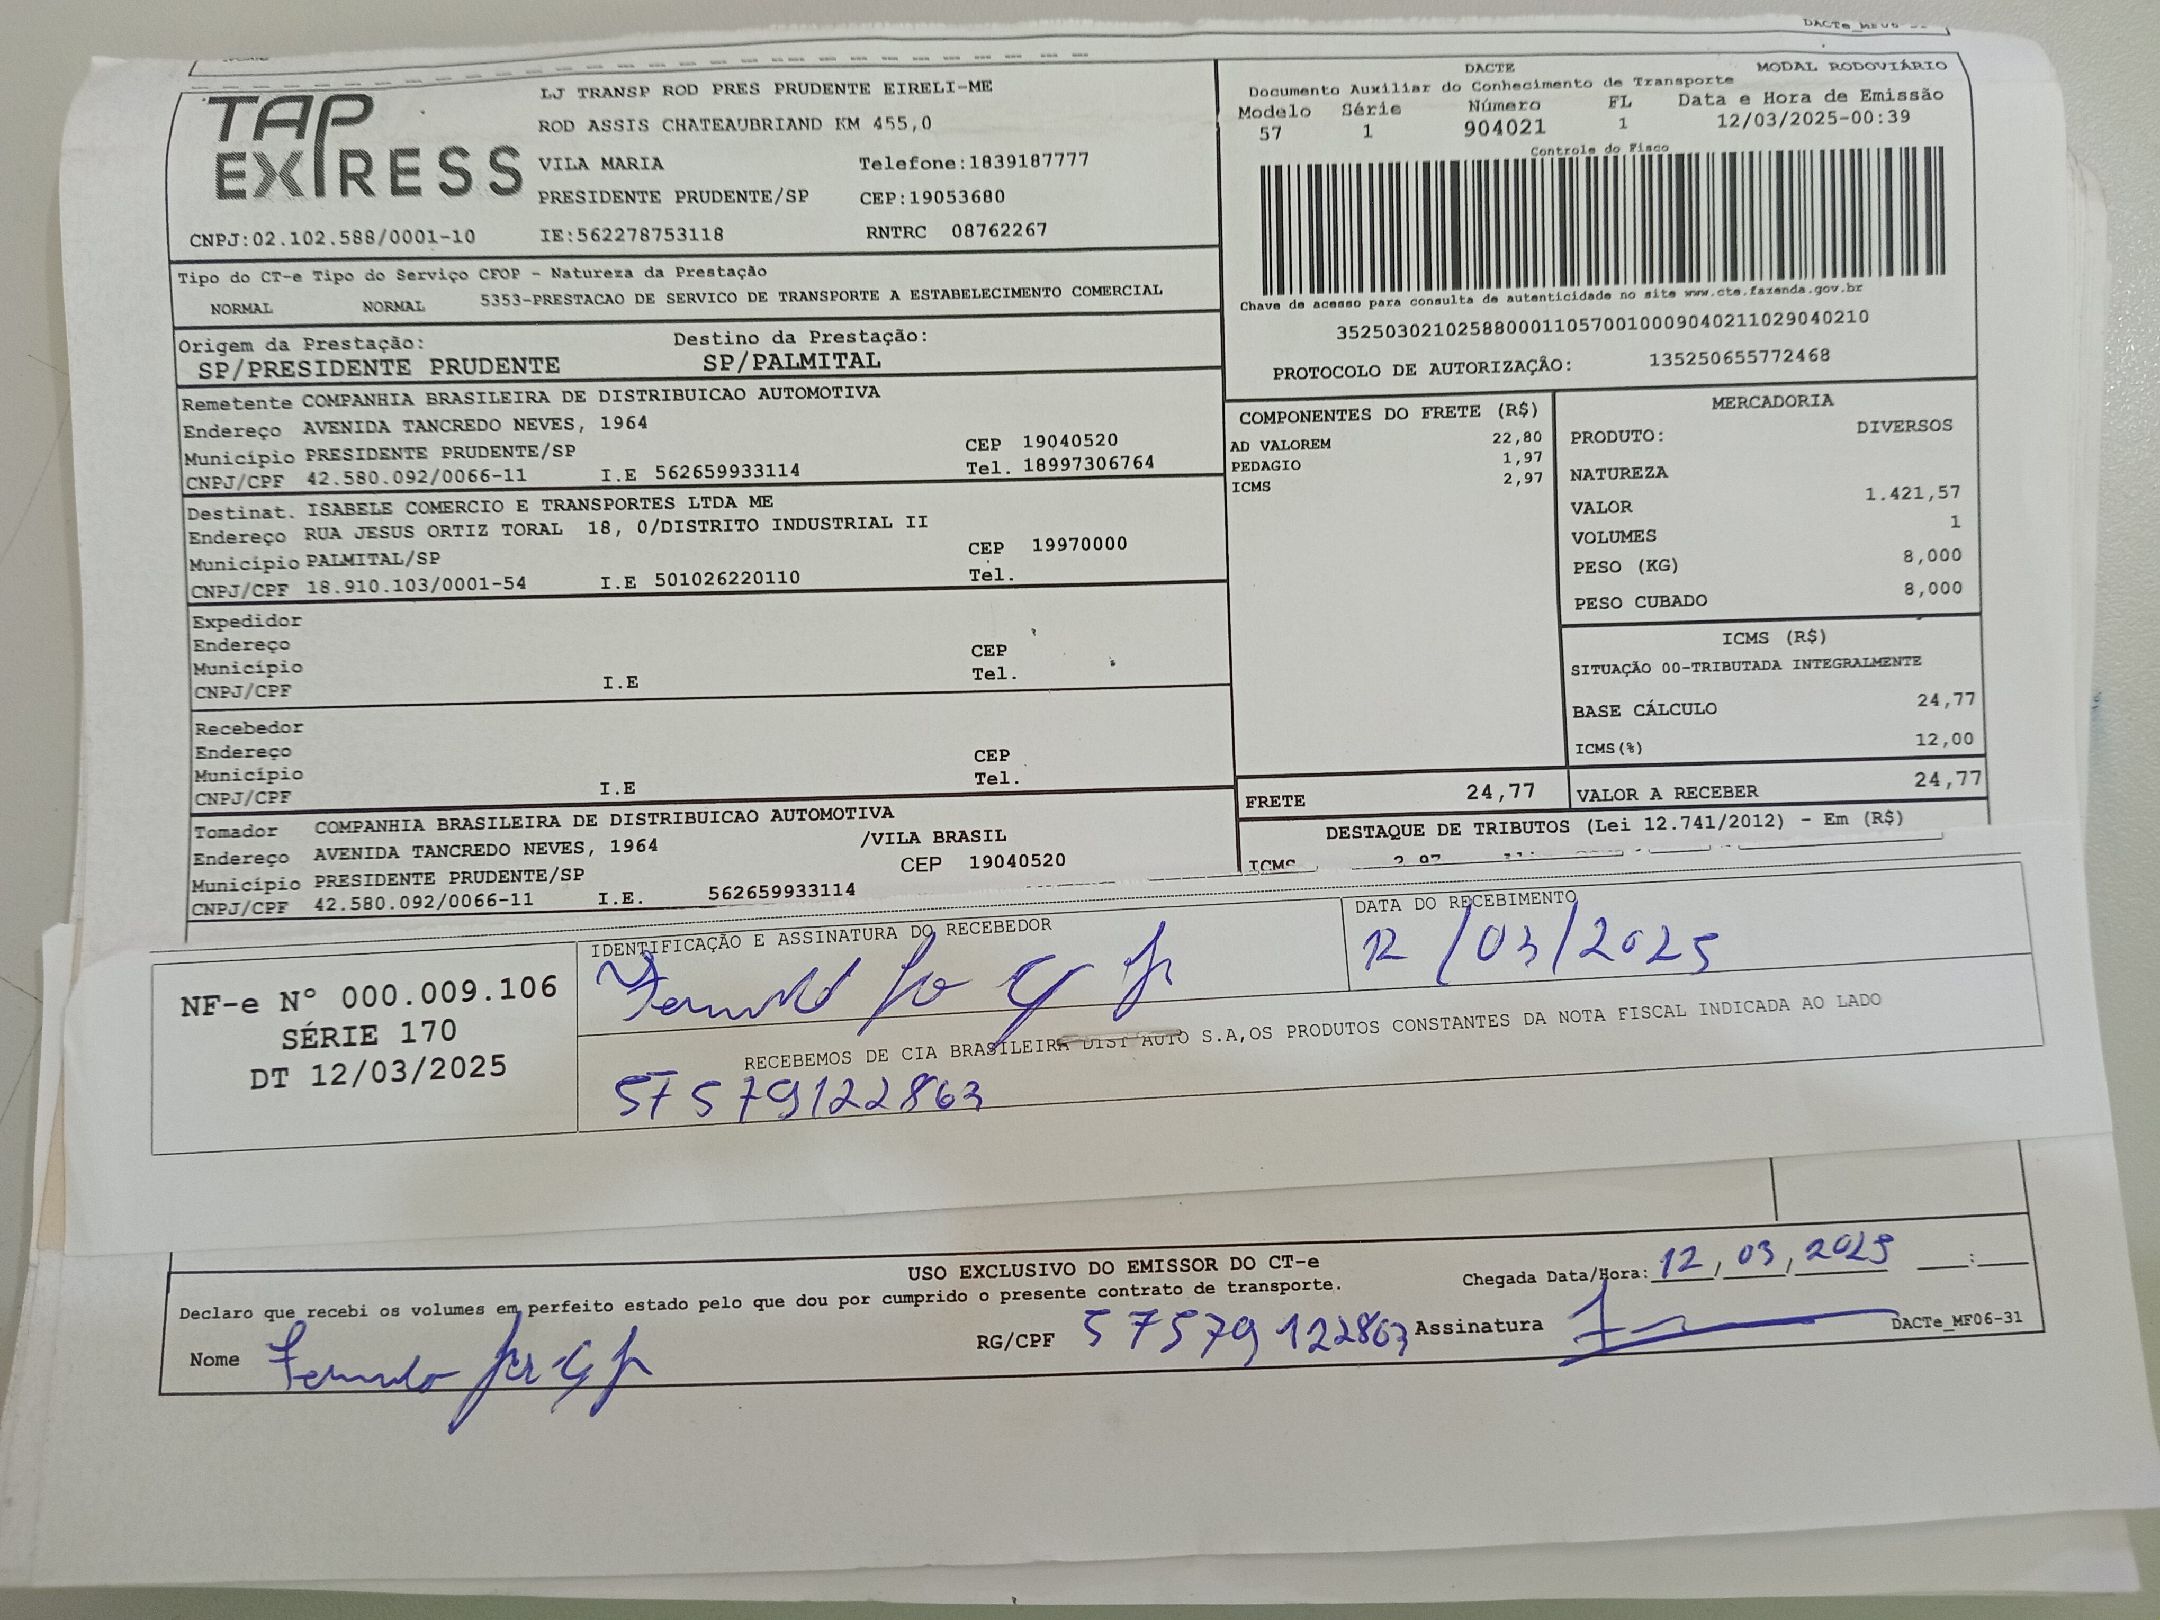 DACTe_MF06-31
TAP EXPRESS
LJ TRANSP ROD PRES PRUDENTE EIRELI-ME
ROD ASSIS CHATEAUBRIAND KM 455,0
VILA MARIA Telefone:1839187777
PRESIDENTE PRUDENTE/SP CEP:19053680
CNPJ:02.102.588/0001-10 IE:562278753118 RNTRC 08762267
DACTE MODAL RODOVIÁRIO
Documento Auxiliar do Conhecimento de Transporte
Modelo Série Número FL Data e Hora de Emissão
57 1 904021 1 12/03/2025-00:39
Controle do Fisco
Chave de acesso para consulta de autenticidade no site www.cte.fazenda.gov.br
35250302102588000110570010009040211029040210
PROTOCOLO DE AUTORIZAÇÃO: 135250655772468
Tipo do CT-e Tipo do Serviço CFOP - Natureza da Prestação
NORMAL NORMAL 5353-PRESTACAO DE SERVICO DE TRANSPORTE A ESTABELECIMENTO COMERCIAL
Origem da Prestação: Destino da Prestação:
SP/PRESIDENTE PRUDENTE SP/PALMITAL
Remetente COMPANHIA BRASILEIRA DE DISTRIBUICAO AUTOMOTIVA
Endereço AVENIDA TANCREDO NEVES, 1964
Município PRESIDENTE PRUDENTE/SP CEP 19040520
CNPJ/CPF 42.580.092/0066-11 I.E 562659933114 Tel. 18997306764
Destinat. ISABELE COMERCIO E TRANSPORTES LTDA ME
Endereço RUA JESUS ORTIZ TORAL 18, 0/DISTRITO INDUSTRIAL II
Município PALMITAL/SP CEP 19970000
CNPJ/CPF 18.910.103/0001-54 I.E 501026220110 Tel.
Expedidor
Endereço CEP
Município Tel.
CNPJ/CPF I.E
Recebedor
Endereço CEP
Município Tel.
CNPJ/CPF I.E
Tomador COMPANHIA BRASILEIRA DE DISTRIBUICAO AUTOMOTIVA
Endereço AVENIDA TANCREDO NEVES, 1964 /VILA BRASIL
Município PRESIDENTE PRUDENTE/SP CEP 19040520
CNPJ/CPF 42.580.092/0066-11 I.E. 562659933114
COMPONENTES DO FRETE (R$)
AD VALOREM 22,80
PEDAGIO 1,97
ICMS 2,97
FRETE 24,77
MERCADORIA
PRODUTO: DIVERSOS
NATUREZA
VALOR 1.421,57
VOLUMES 1
PESO (KG) 8,000
PESO CUBADO 8,000
ICMS (R$)
SITUAÇÃO 00-TRIBUTADA INTEGRALMENTE
BASE CÁLCULO 24,77
ICMS(%) 12,00
VALOR A RECEBER 24,77
DESTAQUE DE TRIBUTOS (Lei 12.741/2012) - Em (R$)
ICMS 2,97
NF-e Nº 000.009.106
SÉRIE 170
DT 12/03/2025
IDENTIFICAÇÃO E ASSINATURA DO RECEBEDOR
DATA DO RECEBIMENTO
12/03/2025
RECEBEMOS DE CIA BRASILEIRA DIST AUTO S.A,OS PRODUTOS CONSTANTES DA NOTA FISCAL INDICADA AO LADO
57579122863
USO EXCLUSIVO DO EMISSOR DO CT-e
Declaro que recebi os volumes em perfeito estado pelo que dou por cumprido o presente contrato de transporte.
Chegada Data/Hora: 12/03/2025 :
Nome RG/CPF 57579122863 Assinatura
DACTe_MF06-31